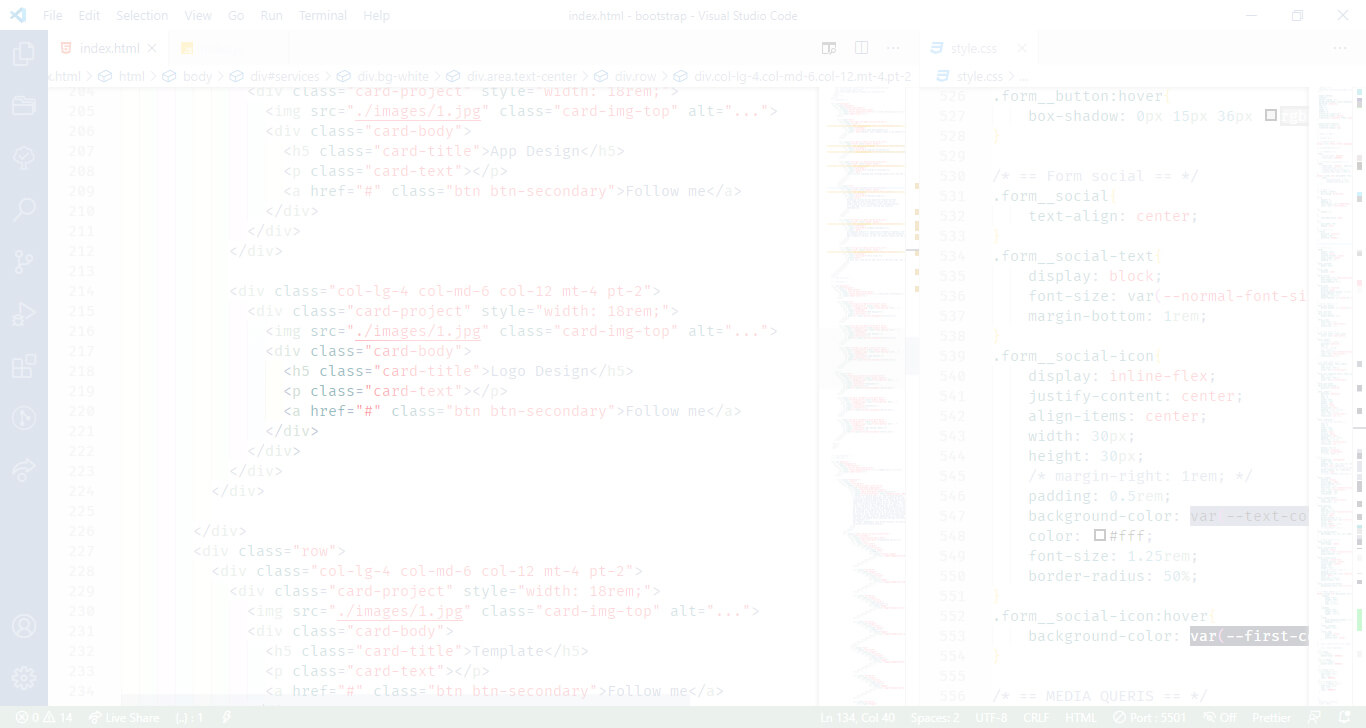 File Edit Selection View Go Run Terminal Help
index.html - bootstrap - Visual Studio Code
index.html
style.css
.html > html > body > div#services > div.bg-white > div.area.text-center > div.row > div.col-lg-4.col-md-6.col-12.mt-4.pt-2
style.css > ...
204 <div class="card-project" style="width: 18rem;">
205 <img src="./images/1.jpg" class="card-img-top" alt="...">
206 <div class="card-body">
207 <h5 class="card-title">App Design</h5>
208 <p class="card-text"></p>
209 <a href="#" class="btn btn-secondary">Follow me</a>
210 </div>
211 </div>
212 </div>
213
214 <div class="col-lg-4 col-md-6 col-12 mt-4 pt-2">
215 <div class="card-project" style="width: 18rem;">
216 <img src="./images/1.jpg" class="card-img-top" alt="...">
217 <div class="card-body">
218 <h5 class="card-title">Logo Design</h5>
219 <p class="card-text"></p>
220 <a href="#" class="btn btn-secondary">Follow me</a>
221 </div>
222 </div>
223 </div>
224 </div>
225
226 </div>
227 <div class="row">
228 <div class="col-lg-4 col-md-6 col-12 mt-4 pt-2">
229 <div class="card-project" style="width: 18rem;">
230 <img src="./images/1.jpg" class="card-img-top" alt="...">
231 <div class="card-body">
232 <h5 class="card-title">Template</h5>
233 <p class="card-text"></p>
234 <a href="#" class="btn btn-secondary">Follow me</a>
526 .form__button:hover{
527 box-shadow: 0px 15px 36px
528 }
529
530 /* == Form social == */
531 .form__social{
532 text-align: center;
533 }
534 .form__social-text{
535 display: block;
536 font-size: var(--normal-font-si
537 margin-bottom: 1rem;
538 }
539 .form__social-icon{
540 display: inline-flex;
541 justify-content: center;
542 align-items: center;
543 width: 30px;
544 height: 30px;
545 /* margin-right: 1rem; */
546 padding: 0.5rem;
547 background-color: var --text-co
548 color: #fff;
549 font-size: 1.25rem;
550 border-radius: 50%;
551 }
552 .form__social-icon:hover{
553 background-color: var(--first-c
554 }
555
556 /* == MEDIA QUERIS == */
0 14 Live Share {..} : 1
Ln 134, Col 40 Spaces: 2 UTF-8 CRLF HTML Port : 5501 Off Prettier